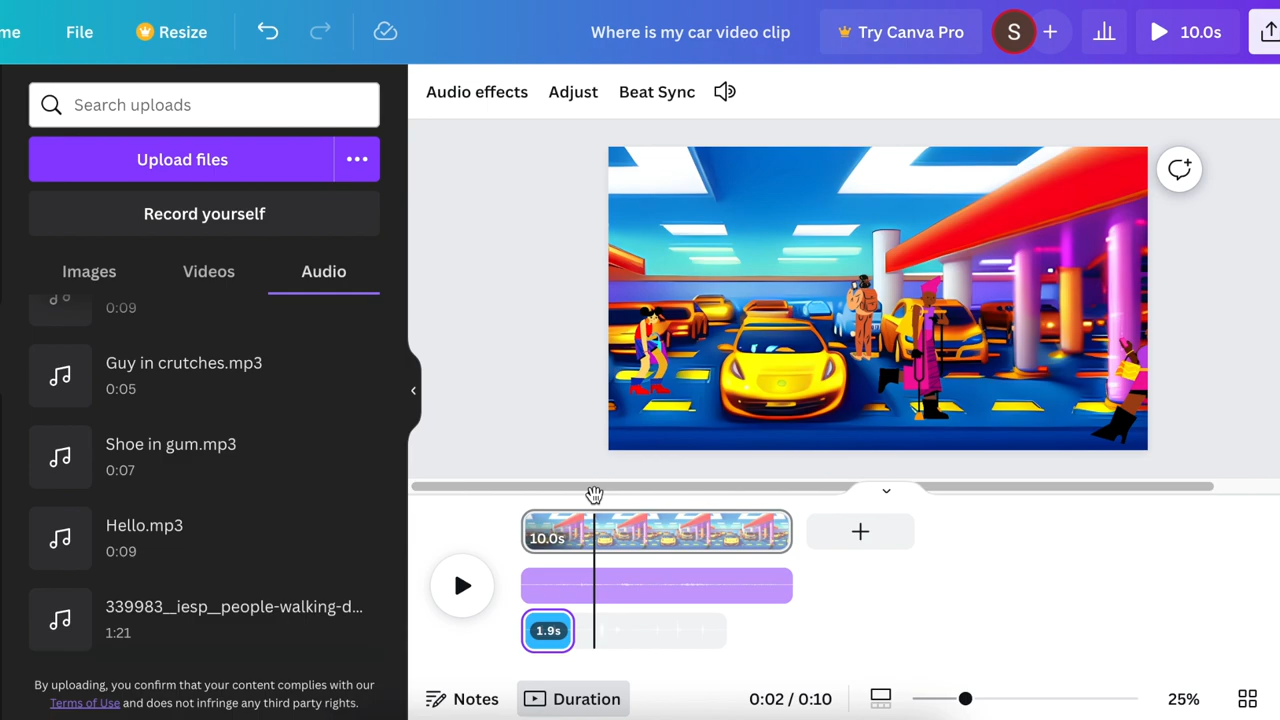 me
File
Resize
Where is my car video clip
Try Canva Pro
S
10.0s
Search uploads
Upload files
Record yourself
Images
Videos
Audio
0:09
Guy in crutches.mp3
0:05
Shoe in gum.mp3
0:07
Hello.mp3
0:09
339983__iesp__people-walking-d...
1:21
By uploading, you confirm that your content complies with our
Terms of Use and does not infringe any third party rights.
Audio effects
Adjust
Beat Sync
10.0s
1.9s
Notes
Duration
0:02 / 0:10
25%